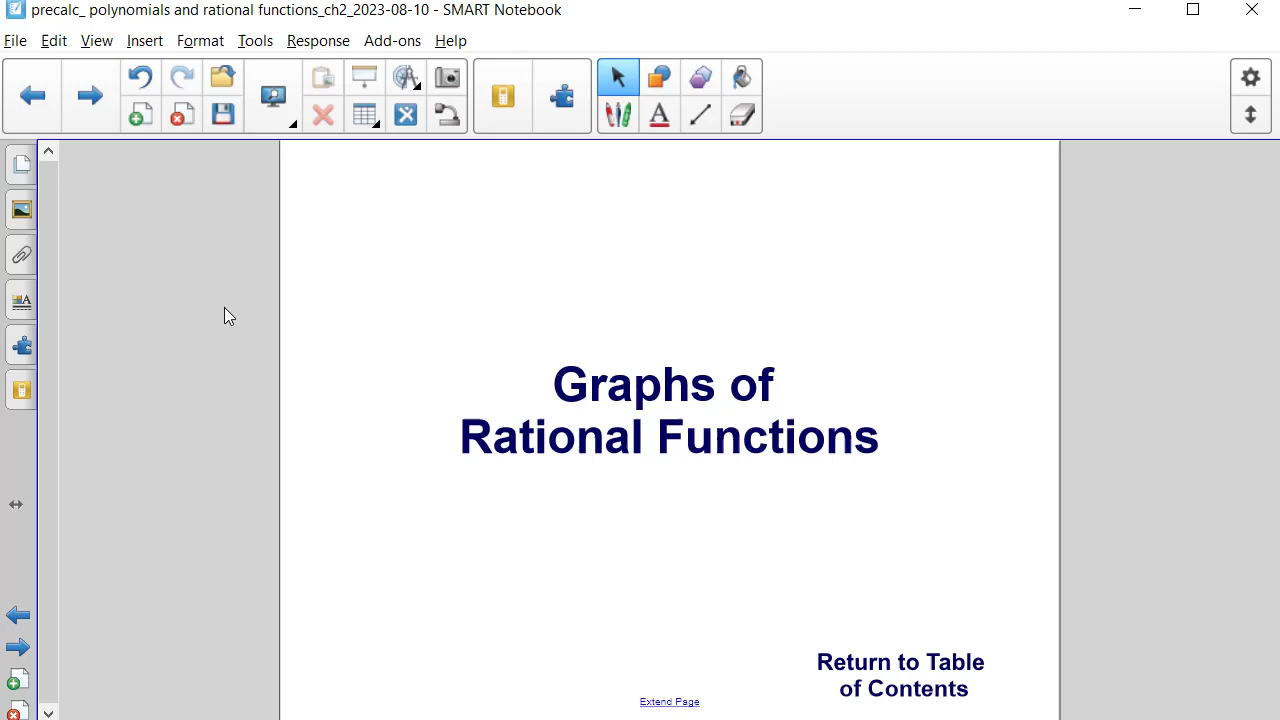 precalc_ polynomials and rational functions_ch2_2023-08-10 - SMART Notebook
File Edit View Insert Format Tools Response Add-ons Help
Graphs of
Rational Functions
Return to Table
of Contents
Extend Page